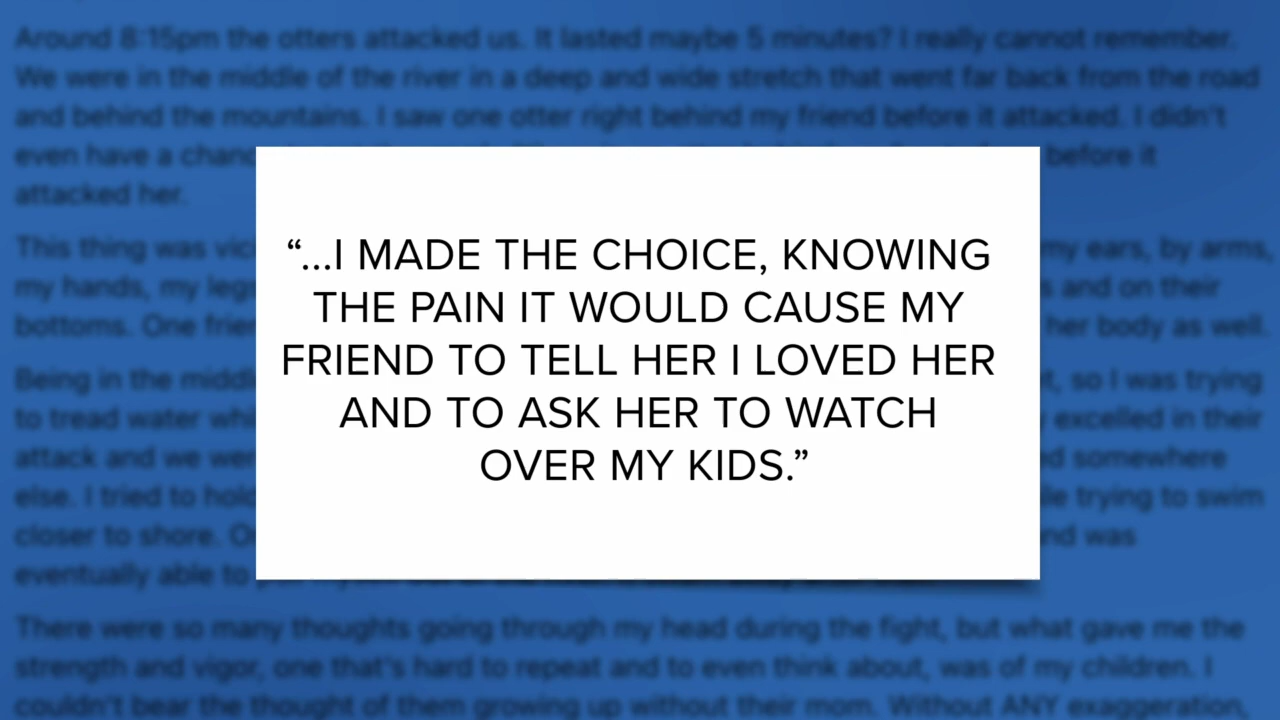 Around 8:15pm the otters attacked us. It lasted maybe 5 minutes? I really cannot remember.
We were in the middle of the river in a deep and wide stretch that went far back from the road
and behind the mountains. I saw one otter right behind my friend before it attacked. I didn't
even have a before it
attacked her.
This thing was my ears, by arms,
my hands, my legs and on their
bottoms. One her body as well.
Being in the so I was trying
to tread water excelled in their
attack and we somewhere
else. I tried to trying to swim
closer to shore. was
eventually able to
“...I MADE THE CHOICE, KNOWING
THE PAIN IT WOULD CAUSE MY
FRIEND TO TELL HER I LOVED HER
AND TO ASK HER TO WATCH
OVER MY KIDS.”
There were so many thoughts going through my head during the fight, but what gave me the
strength and vigor, one that's hard to repeat and to even think about, was of my children. I
couldn't bear the thought of them growing up without their mom. Without ANY exaggeration,